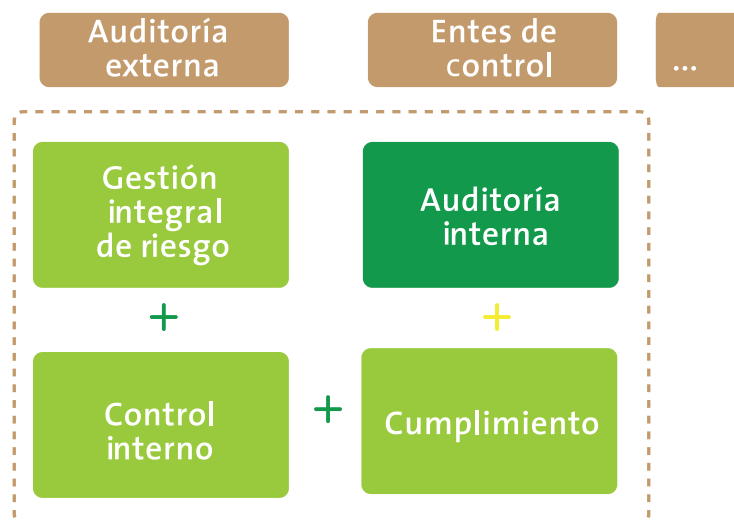 Auditoría
externa
Entes de
control
...
Gestión
integral
de riesgo
Auditoría
interna
+
+
Control
interno
+
Cumplimiento